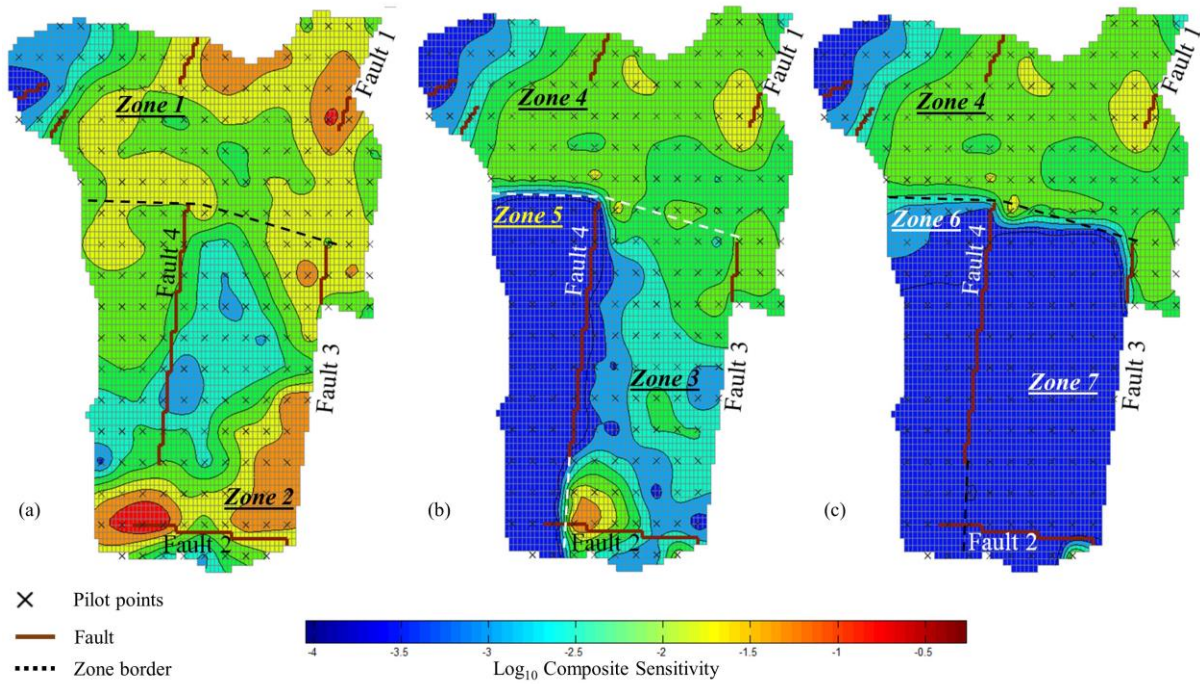 Zone 1
Fault 1
Fault 4
Fault 3
Zone 2
(a)
Fault 2
Zone 4
Fault 1
Zone 5
Fault 4
Fault 3
Zone 3
(b)
Fault 2
Zone 4
Fault 1
Zone 6
Fault 4
Fault 3
Zone 7
(c)
Fault 2
Pilot points
Fault
Zone border
-4 -3.5 -3 -2.5 -2 -1.5 -1 -0.5
Log₁₀ Composite Sensitivity